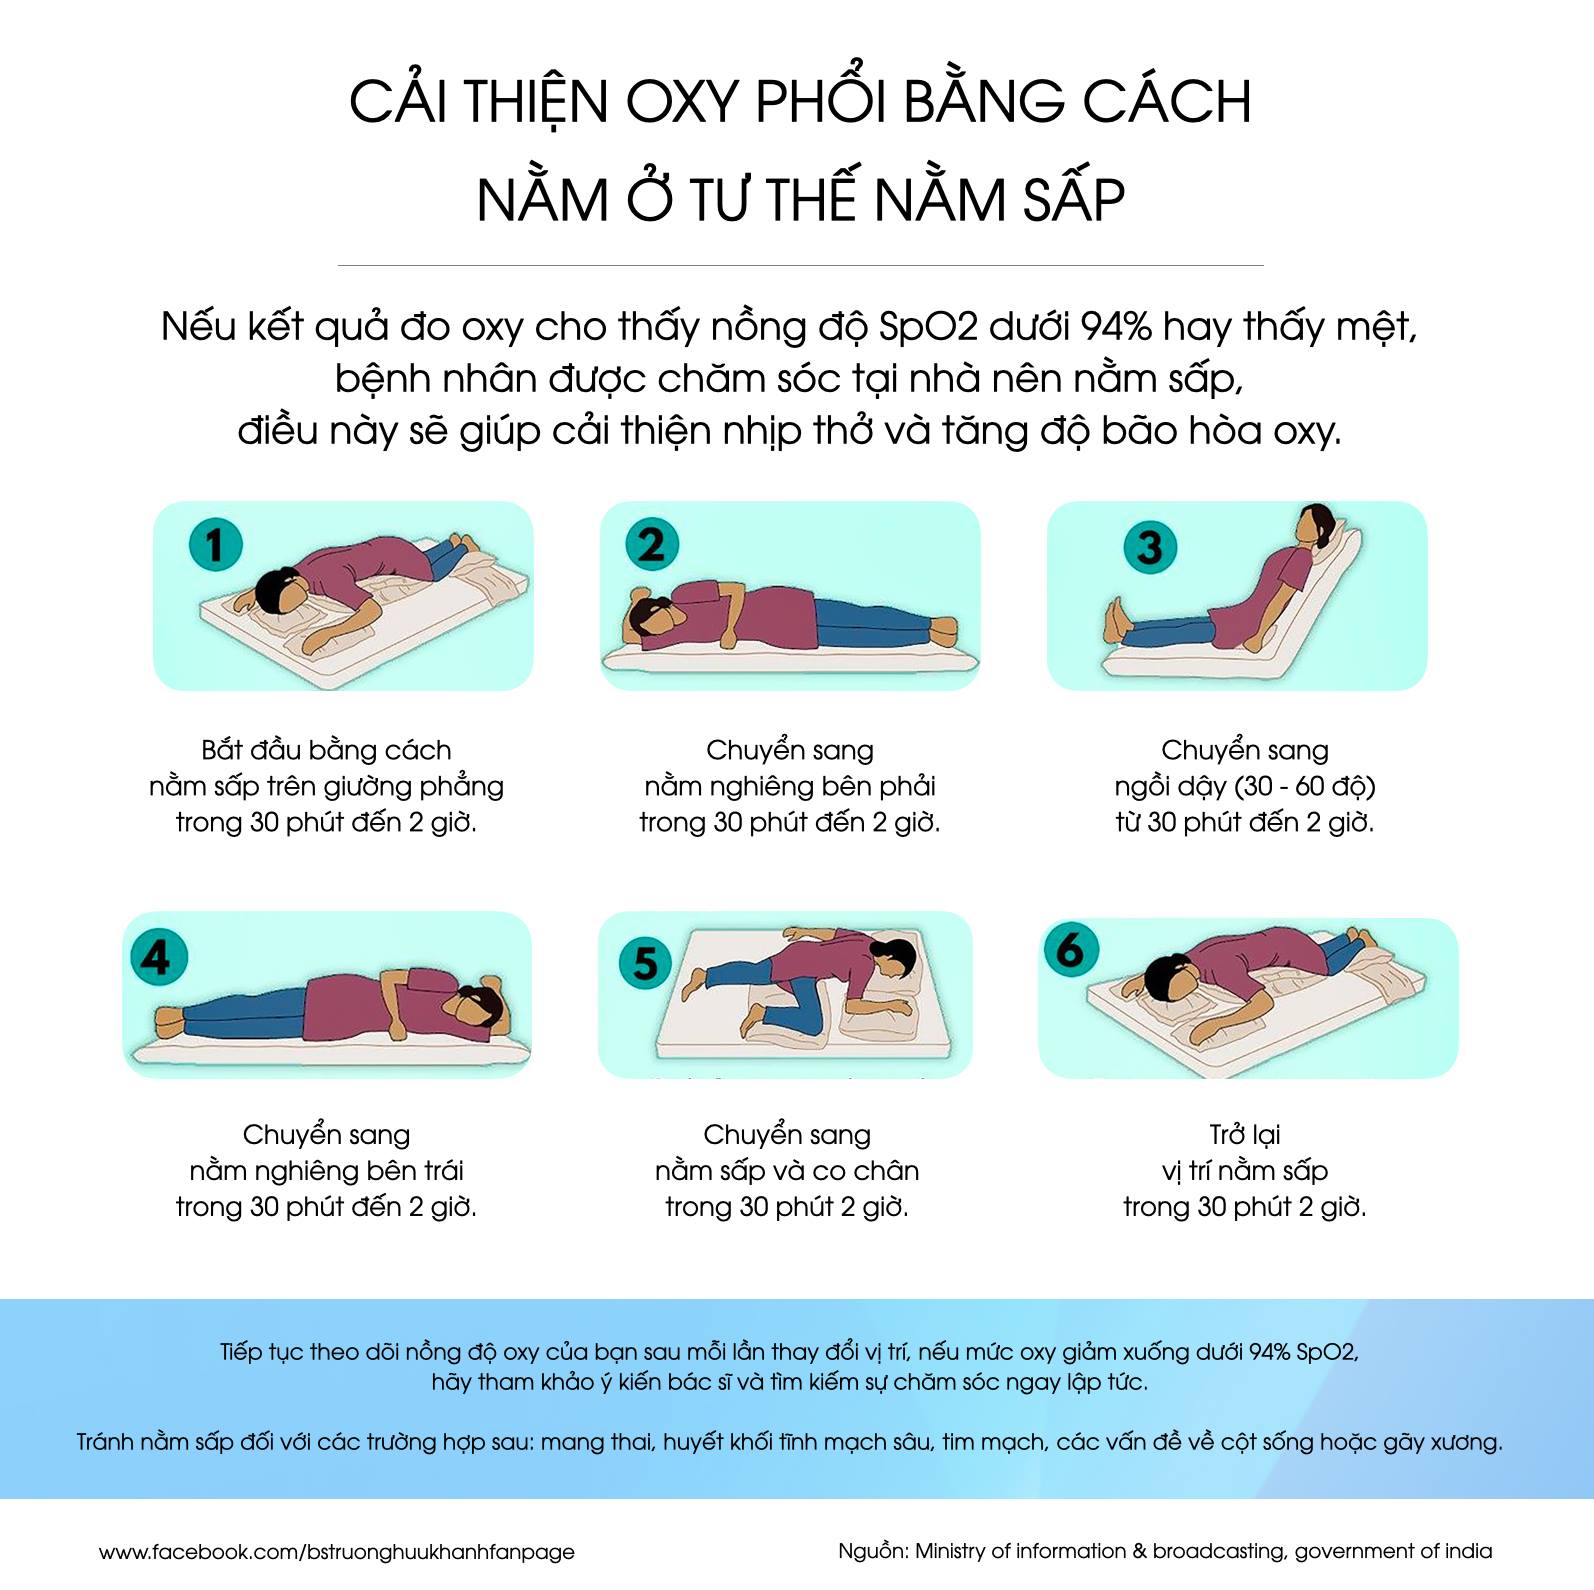 CẢI THIỆN OXY PHỔI BẰNG CÁCH
NẰM Ở TƯ THẾ NẰM SẤP
Nếu kết quả đo oxy cho thấy nồng độ SpO2 dưới 94% hay thấy mệt,
bệnh nhân được chăm sóc tại nhà nên nằm sấp,
điều này sẽ giúp cải thiện nhịp thở và tăng độ bão hòa oxy.
1
Bắt đầu bằng cách
nằm sấp trên giường phẳng
trong 30 phút đến 2 giờ.
2
Chuyển sang
nằm nghiêng bên phải
trong 30 phút đến 2 giờ.
3
Chuyển sang
ngồi dậy (30 - 60 độ)
từ 30 phút đến 2 giờ.
4
Chuyển sang
nằm nghiêng bên trái
trong 30 phút đến 2 giờ.
5
Chuyển sang
nằm sấp và co chân
trong 30 phút 2 giờ.
6
Trở lại
vị trí nằm sấp
trong 30 phút 2 giờ.
Tiếp tục theo dõi nồng độ oxy của bạn sau mỗi lần thay đổi vị trí, nếu mức oxy giảm xuống dưới 94% SpO2,
hãy tham khảo ý kiến bác sĩ và tìm kiếm sự chăm sóc ngay lập tức.
Tránh nằm sấp đối với các trường hợp sau: mang thai, huyết khối tĩnh mạch sâu, tim mạch, các vấn đề về cột sống hoặc gãy xương.
www.facebook.com/bstruonghuukhanhfanpage
Nguồn: Ministry of information & broadcasting, government of india